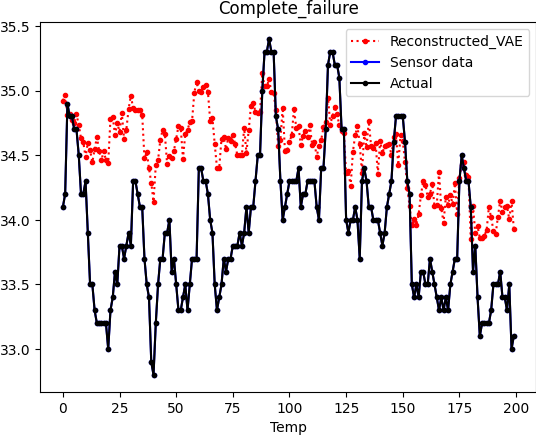 Complete_failure
Reconstructed_VAE
Sensor data
Actual
35.5
35.0
34.5
34.0
33.5
33.0
0 25 50 75 100 125 150 175 200
Temp